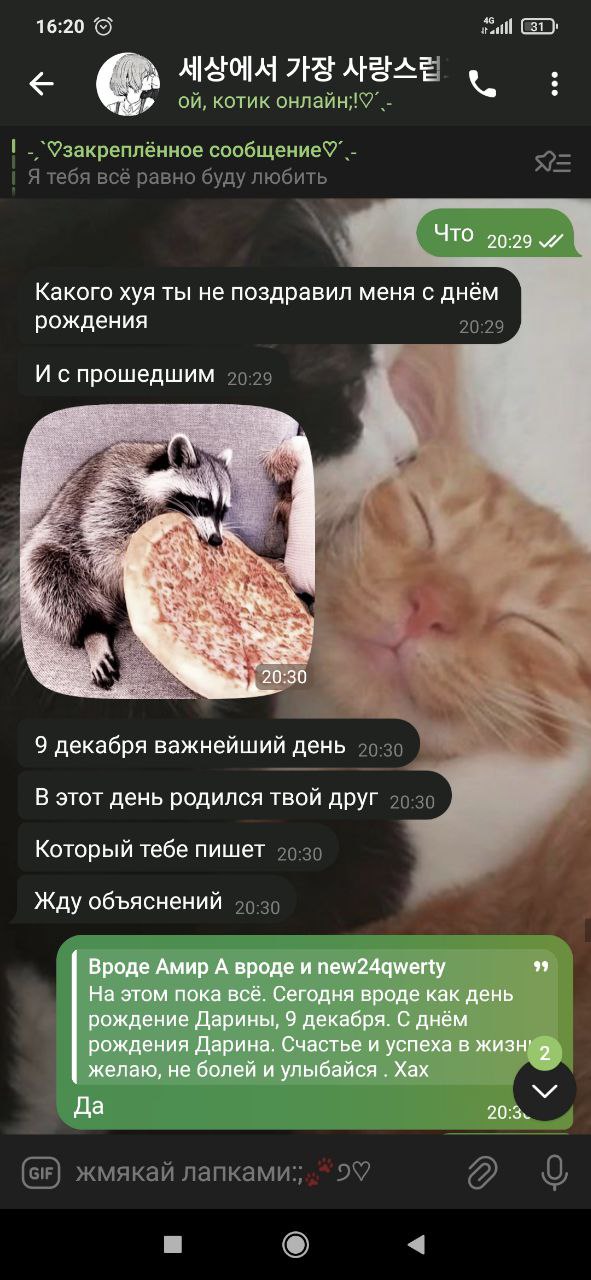 16:20
4G
31
세상에서 가장 사랑스럽
ой, котик онлайн;!♡´ˎ-
-ˏˋ♡закреплённое сообщение♡´ˎ-
Я тебя всё равно буду любить
Что 20:29
Какого хуя ты не поздравил меня с днём
рождения 20:29
И с прошедшим 20:29
20:30
9 декабря важнейший день 20:30
В этот день родился твой друг 20:30
Который тебе пишет 20:30
Жду объяснений 20:30
Вроде Амир А вроде и new24qwerty
На этом пока всё. Сегодня вроде как день
рождение Дарины, 9 декабря. С днём
рождения Дарина. Счастье и успеха в жизни
желаю, не болей и улыбайся . Хах
2
Да
GIF жмякай лапками:;🐾૭♡